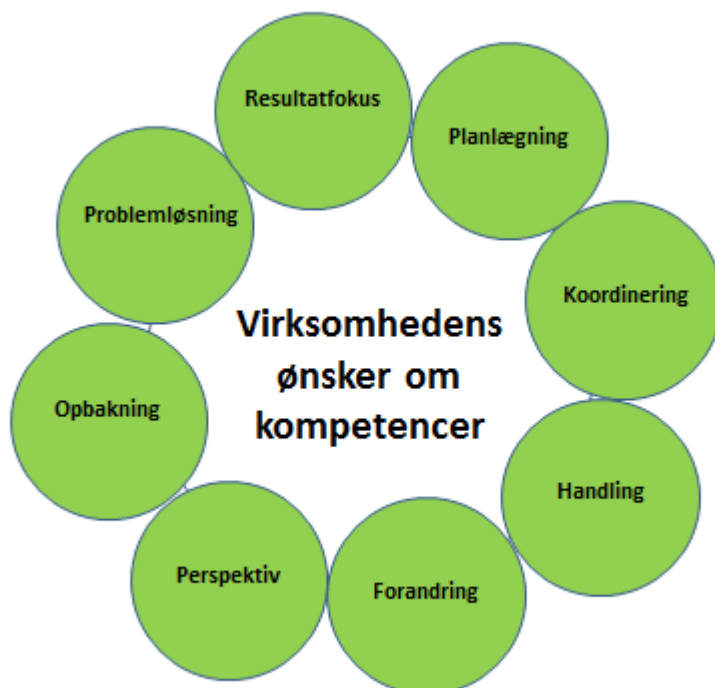 Resultatfokus
Planlægning
Koordinering
Handling
Forandring
Perspektiv
Opbakning
Problemløsning
Virksomhedens
ønsker om
kompetencer